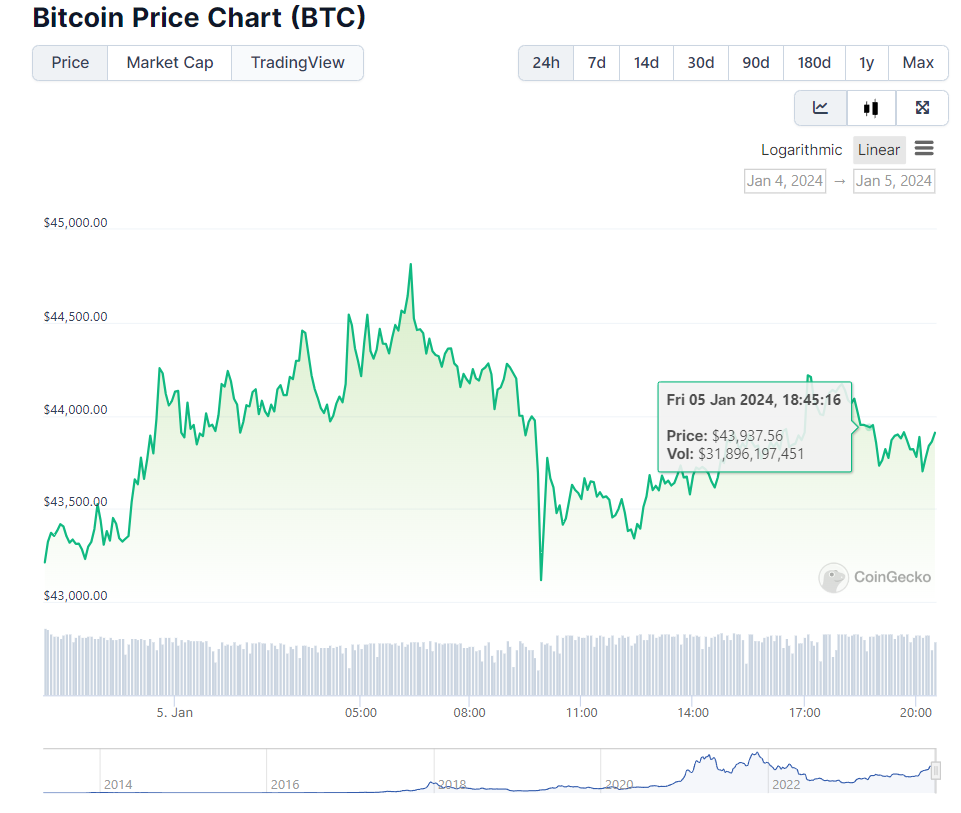 Bitcoin Price Chart (BTC)
Price Market Cap TradingView 24h 7d 14d 30d 90d 180d 1y Max
Logarithmic Linear
Jan 4, 2024 → Jan 5, 2024
$45,000.00
$44,500.00
$44,000.00
$43,500.00
$43,000.00
Fri 05 Jan 2024, 18:45:16
Price: $43,937.56
Vol: $31,896,197,451
CoinGecko
5. Jan 05:00 08:00 11:00 14:00 17:00 20:00
2014 2016 2018 2020 2022